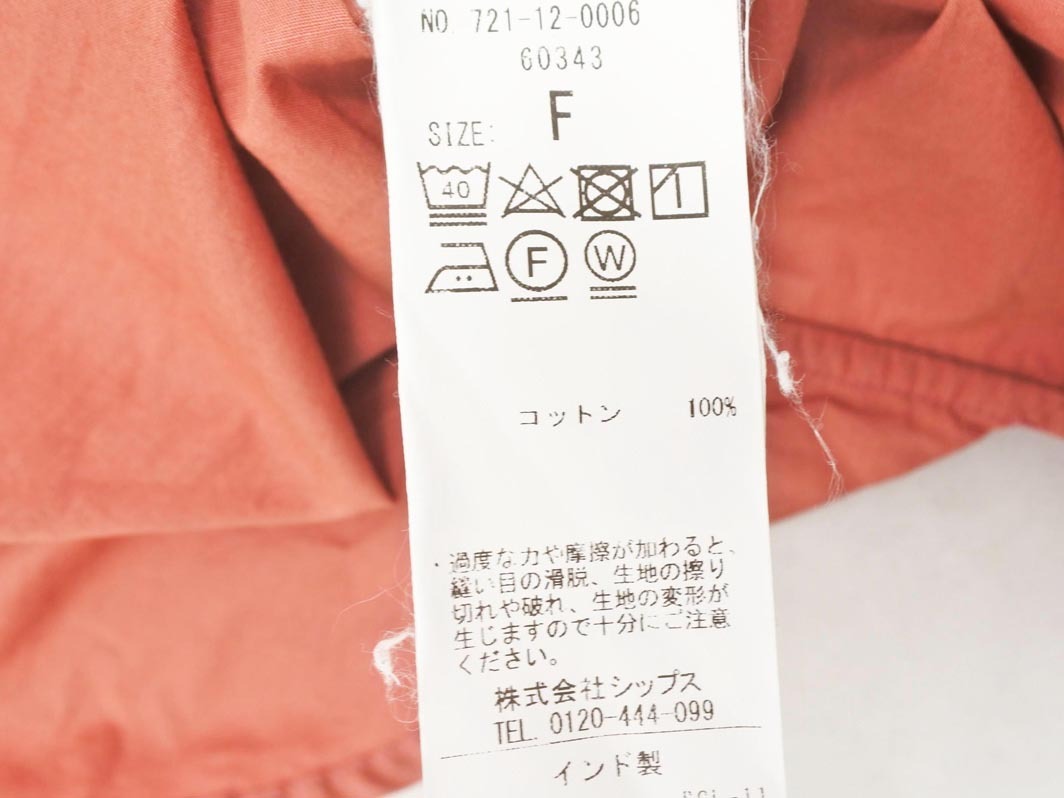 NO. 721-12-0006
60343
SIZE: F
40
F W
コットン 100%
・過度な力や摩擦が加わると、
縫い目の滑脱、生地の擦り
切れや破れ、生地の変形が
生じますので十分にご注意
ください。
株式会社シップス
TEL. 0120-444-099
インド製